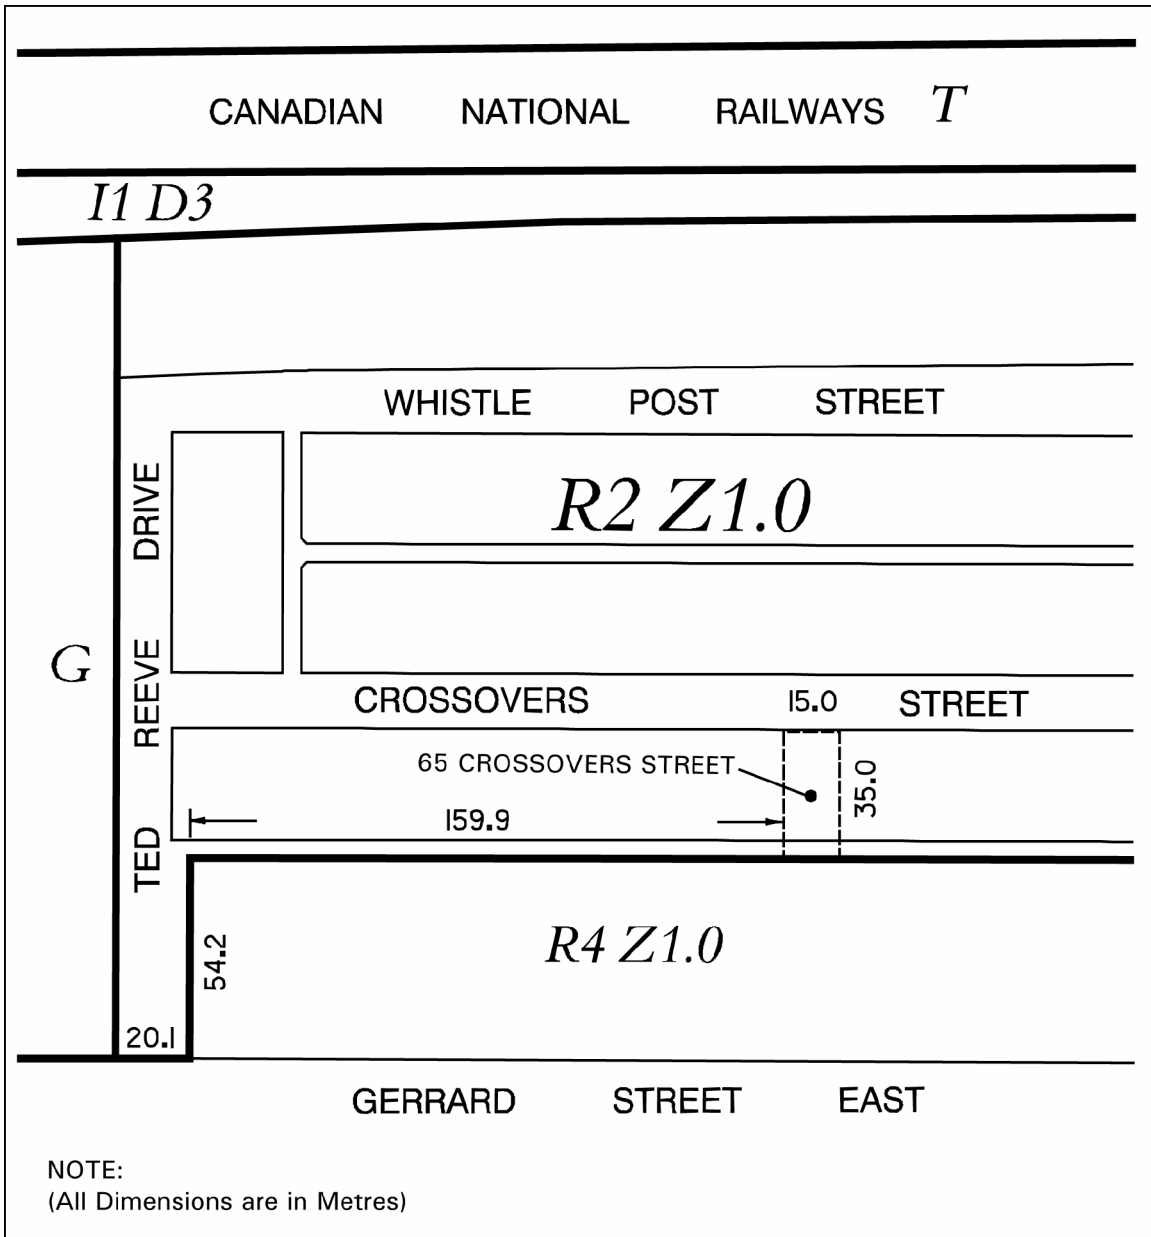 CANADIAN NATIONAL RAILWAYS T
I1 D3
WHISTLE POST STREET
R2 Z1.0
G
TED REEVE DRIVE
CROSSOVERS 15.0 STREET
65 CROSSOVERS STREET
35.0
159.9
R4 Z1.0
54.2
20.1
GERRARD STREET EAST
NOTE:
(All Dimensions are in Metres)